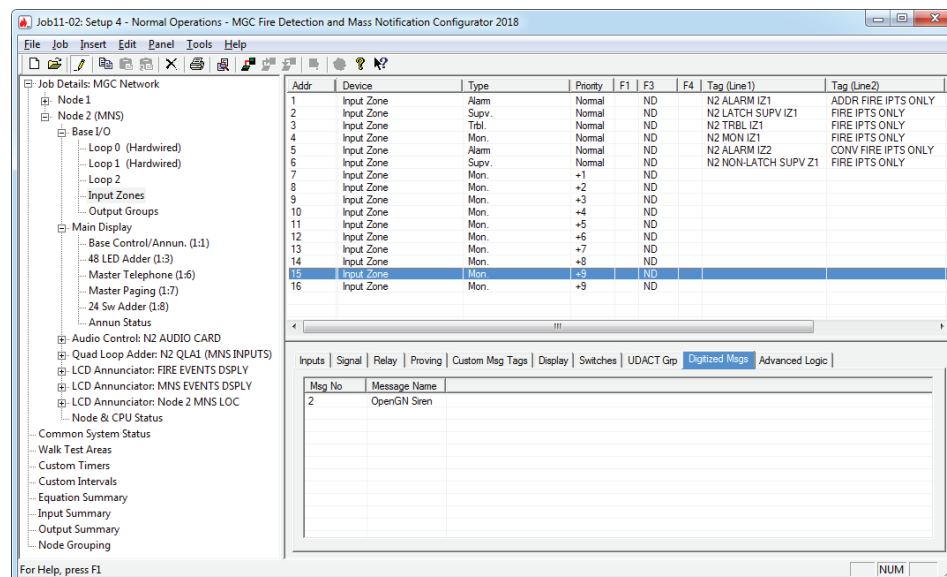 Job11-02: Setup 4 - Normal Operations - MGC Fire Detection and Mass Notification Configurator 2018
File Job Insert Edit Panel Tools Help
Job Details: MGC Network
Node 1
Node 2 (MNS)
Base I/O
Loop 0 (Hardwired)
Loop 1 (Hardwired)
Loop 2
Input Zones
Output Groups
Main Display
Base Control/Annun. (1:1)
48 LED Adder (1:3)
Master Telephone (1:6)
Master Paging (1:7)
24 Sw Adder (1:8)
Annun Status
Audio Control: N2 AUDIO CARD
Quad Loop Adder: N2 QLA1 (MNS INPUTS)
LCD Annunciator: FIRE EVENTS DSPLY
LCD Annunciator: MNS EVENTS DSPLY
LCD Annunciator: Node 2 MNS LOC
Node & CPU Status
Common System Status
Walk Test Areas
Custom Timers
Custom Intervals
Equation Summary
Input Summary
Output Summary
Node Grouping
Addr Device Type Priority F1 F3 F4 Tag (Line1) Tag (Line2)
1 Input Zone Alarm Normal ND N2 ALARM IZ1 ADDR FIRE IPTS ONLY
2 Input Zone Supv. Normal ND N2 LATCH SUPV IZ1 FIRE IPTS ONLY
3 Input Zone Trbl. Normal ND N2 TRBL IZ1 FIRE IPTS ONLY
4 Input Zone Mon. Normal ND N2 MON IZ1 FIRE IPTS ONLY
5 Input Zone Alarm Normal ND N2 ALARM IZ2 CONV FIRE IPTS ONLY
6 Input Zone Supv. Normal ND N2 NON-LATCH SUPV Z1 FIRE IPTS ONLY
7 Input Zone Mon. +1 ND
8 Input Zone Mon. +2 ND
9 Input Zone Mon. +3 ND
10 Input Zone Mon. +4 ND
11 Input Zone Mon. +5 ND
12 Input Zone Mon. +6 ND
13 Input Zone Mon. +7 ND
14 Input Zone Mon. +8 ND
15 Input Zone Mon. +9 ND
16 Input Zone Mon. +9 ND
Inputs Signal Relay Proving Custom Msg Tags Display Switches UDACT Grp Digitized Msgs Advanced Logic
Msg No Message Name
2 OpenGN Siren
For Help, press F1
NUM